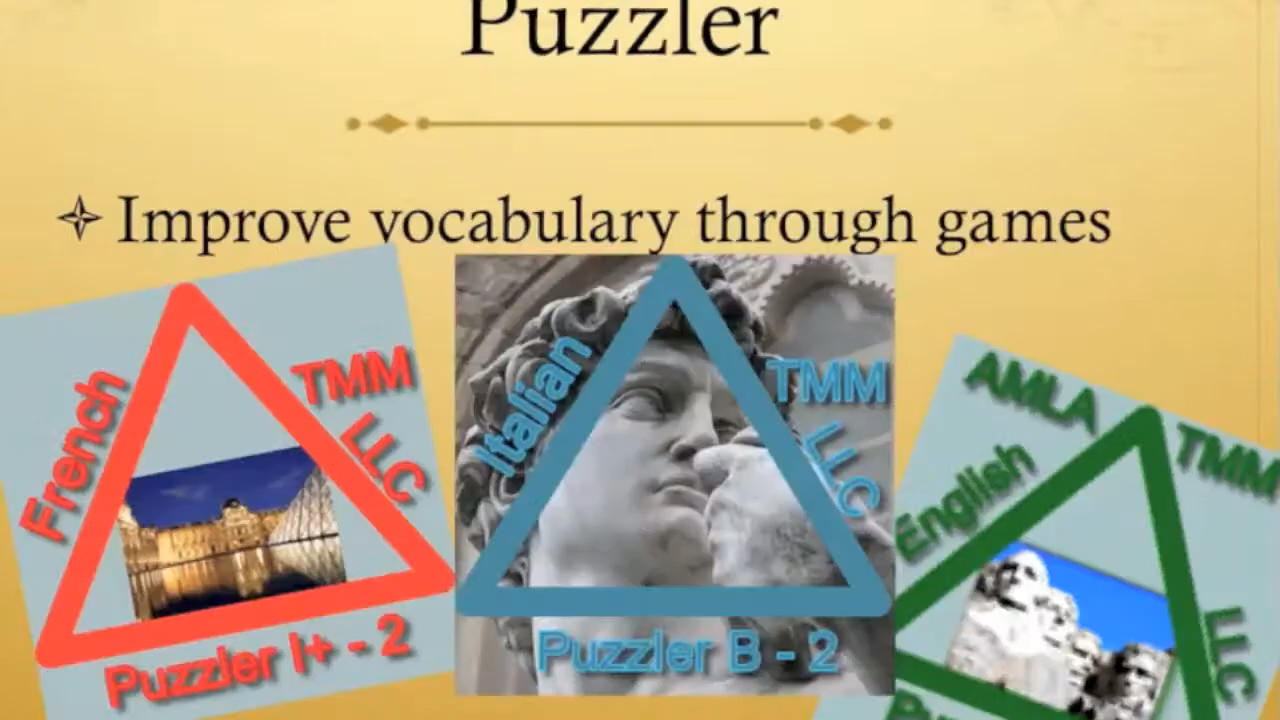 Puzzler
Improve vocabulary through games
French
TMM
LLC
Puzzler I+ - 2
Italian
TMM
LLC
Puzzler B - 2
AMLA
TMM
English
LLC